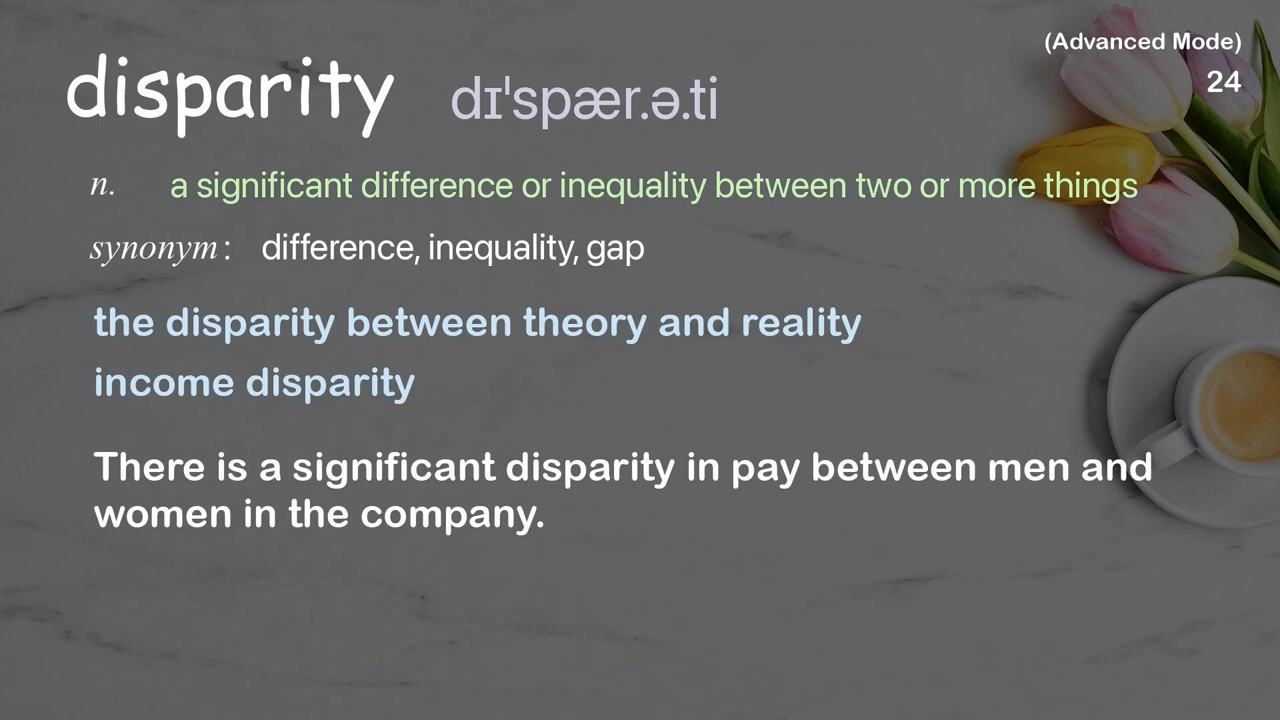 (Advanced Mode)
24
disparity dɪˈspær.ə.ti
n. a significant difference or inequality between two or more things
synonym: difference, inequality, gap
the disparity between theory and reality
income disparity
There is a significant disparity in pay between men and
women in the company.